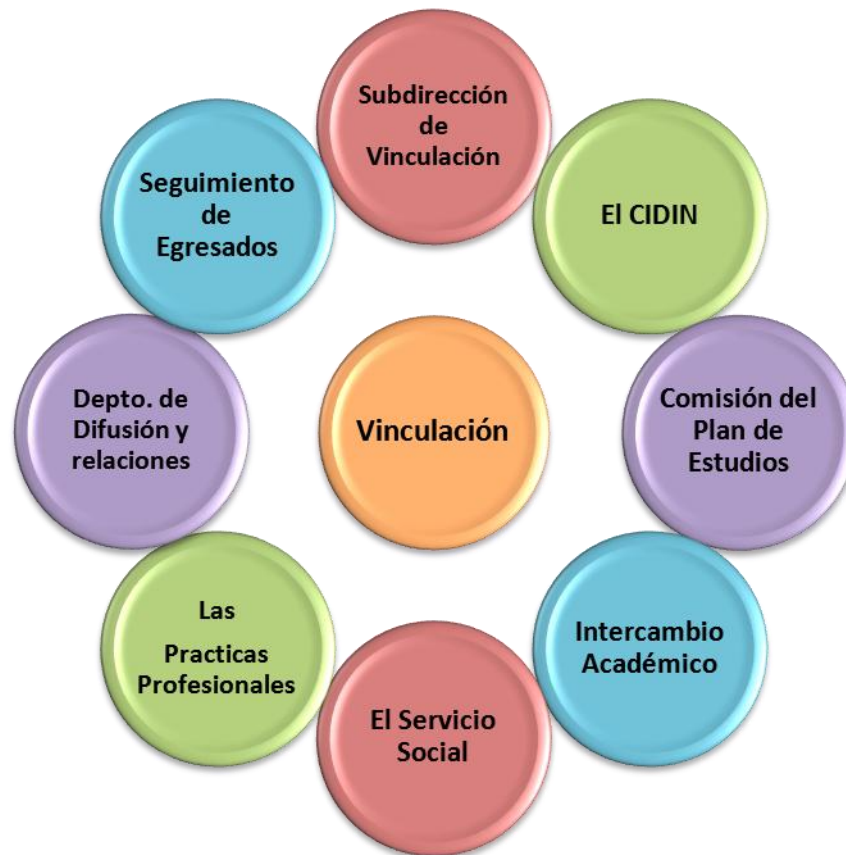 Subdirección
de
Vinculación
El CIDIN
Comisión del
Plan de
Estudios
Intercambio
Académico
El Servicio
Social
Las
Practicas
Profesionales
Depto. de
Difusión y
relaciones
Seguimiento
de
Egresados
Vinculación